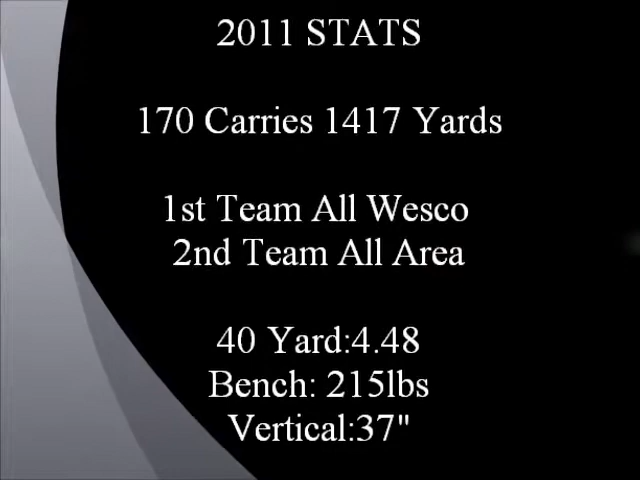 2011 STATS
170 Carries 1417 Yards
1st Team All Wesco
2nd Team All Area
40 Yard:4.48
Bench: 215lbs
Vertical:37"